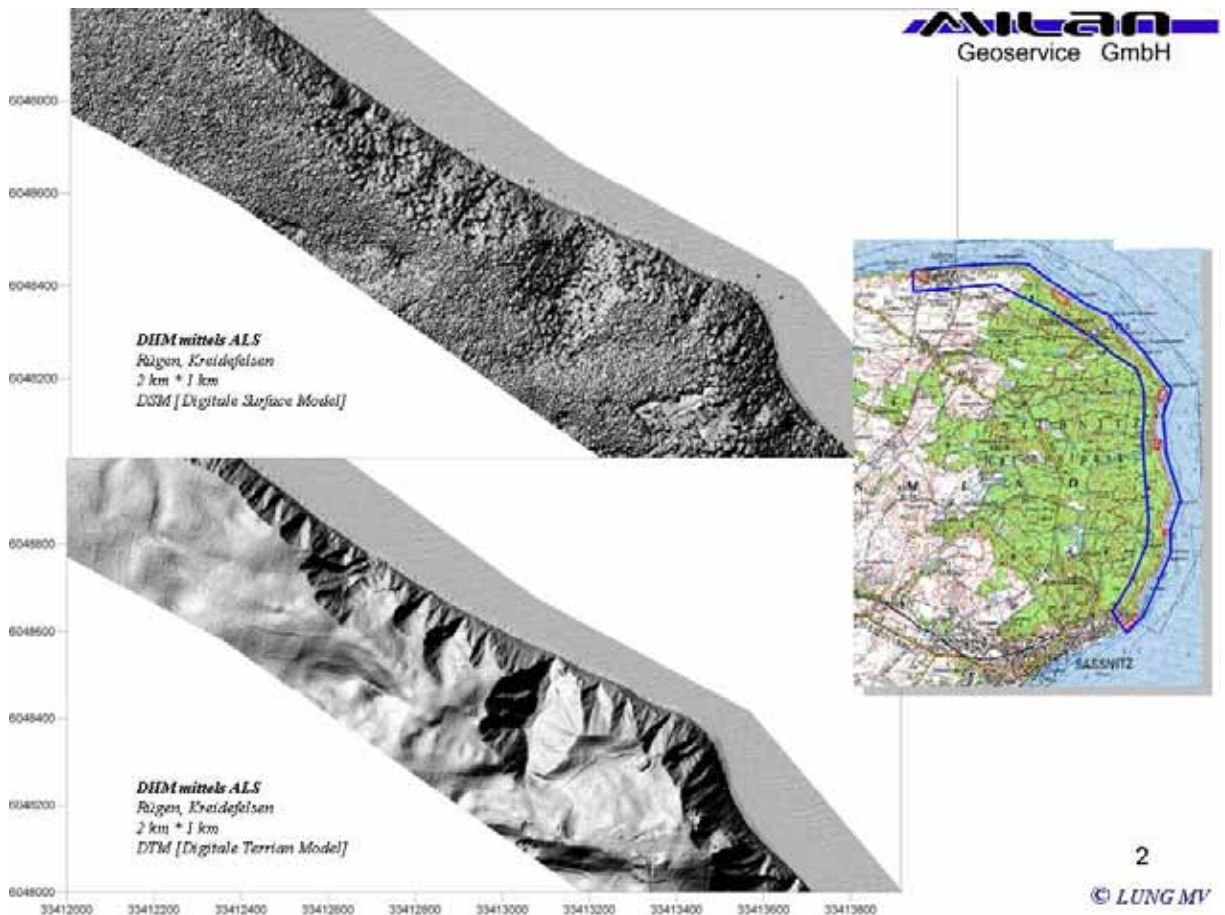 MILAN
Geoservice GmbH
6048800
6048600
6048400
6048200
DHM mittels ALS
Rügen, Kreidefelsen
2 km * 1 km
DSM [Digitale Surface Model]
SASSNITZ
6048800
6048600
6048400
6048200
6048000
DHM mittels ALS
Rügen, Kreidefelsen
2 km * 1 km
DTM [Digitale Terrian Model]
33412000
33412200
33412400
33412600
33412800
33413000
33413200
33413400
33413600
33413800
2
© LUNG MV